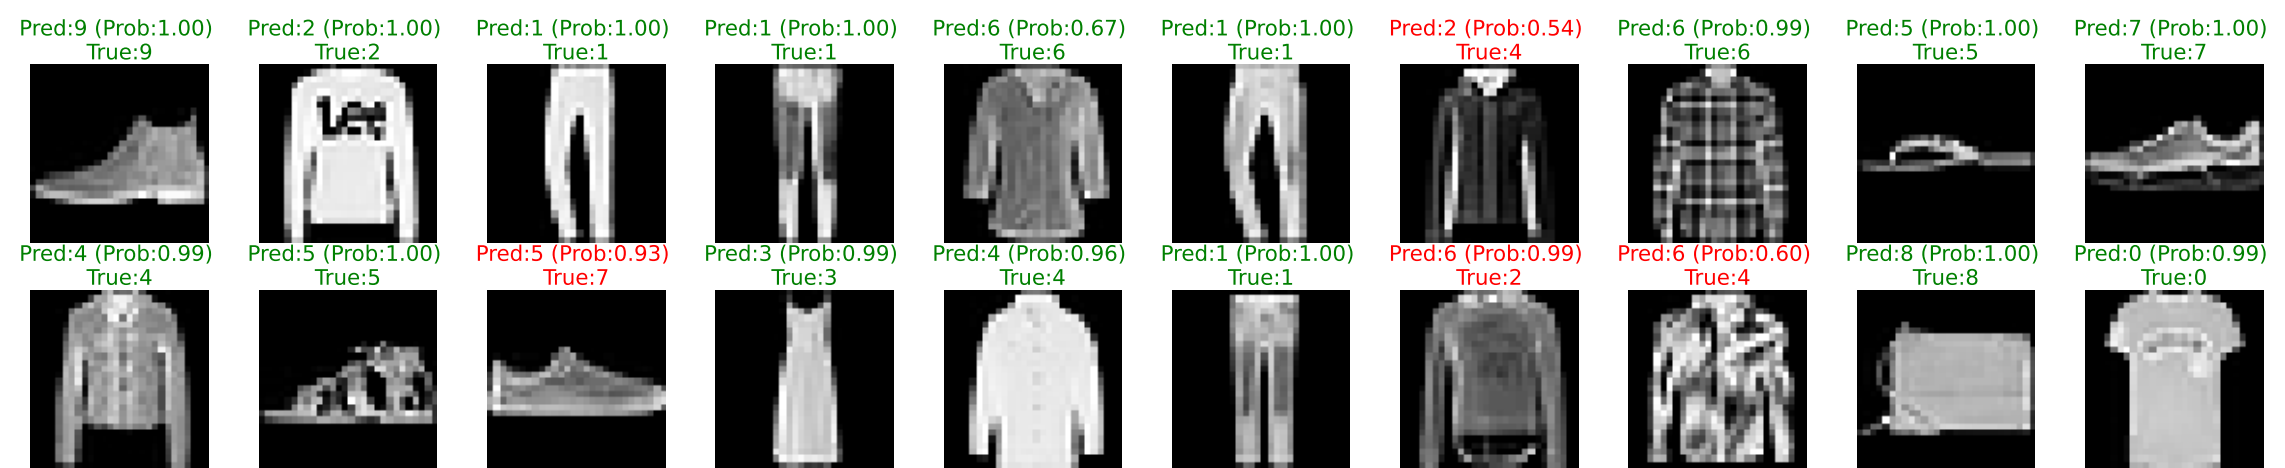 Pred:9 (Prob:1.00)
True:9
Pred:2 (Prob:1.00)
True:2
Pred:1 (Prob:1.00)
True:1
Pred:1 (Prob:1.00)
True:1
Pred:6 (Prob:0.67)
True:6
Pred:1 (Prob:1.00)
True:1
Pred:2 (Prob:0.54)
True:4
Pred:6 (Prob:0.99)
True:6
Pred:5 (Prob:1.00)
True:5
Pred:7 (Prob:1.00)
True:7
Lee
Pred:4 (Prob:0.99)
True:4
Pred:5 (Prob:1.00)
True:5
Pred:5 (Prob:0.93)
True:7
Pred:3 (Prob:0.99)
True:3
Pred:4 (Prob:0.96)
True:4
Pred:1 (Prob:1.00)
True:1
Pred:6 (Prob:0.99)
True:2
Pred:6 (Prob:0.60)
True:4
Pred:8 (Prob:1.00)
True:8
Pred:0 (Prob:0.99)
True:0